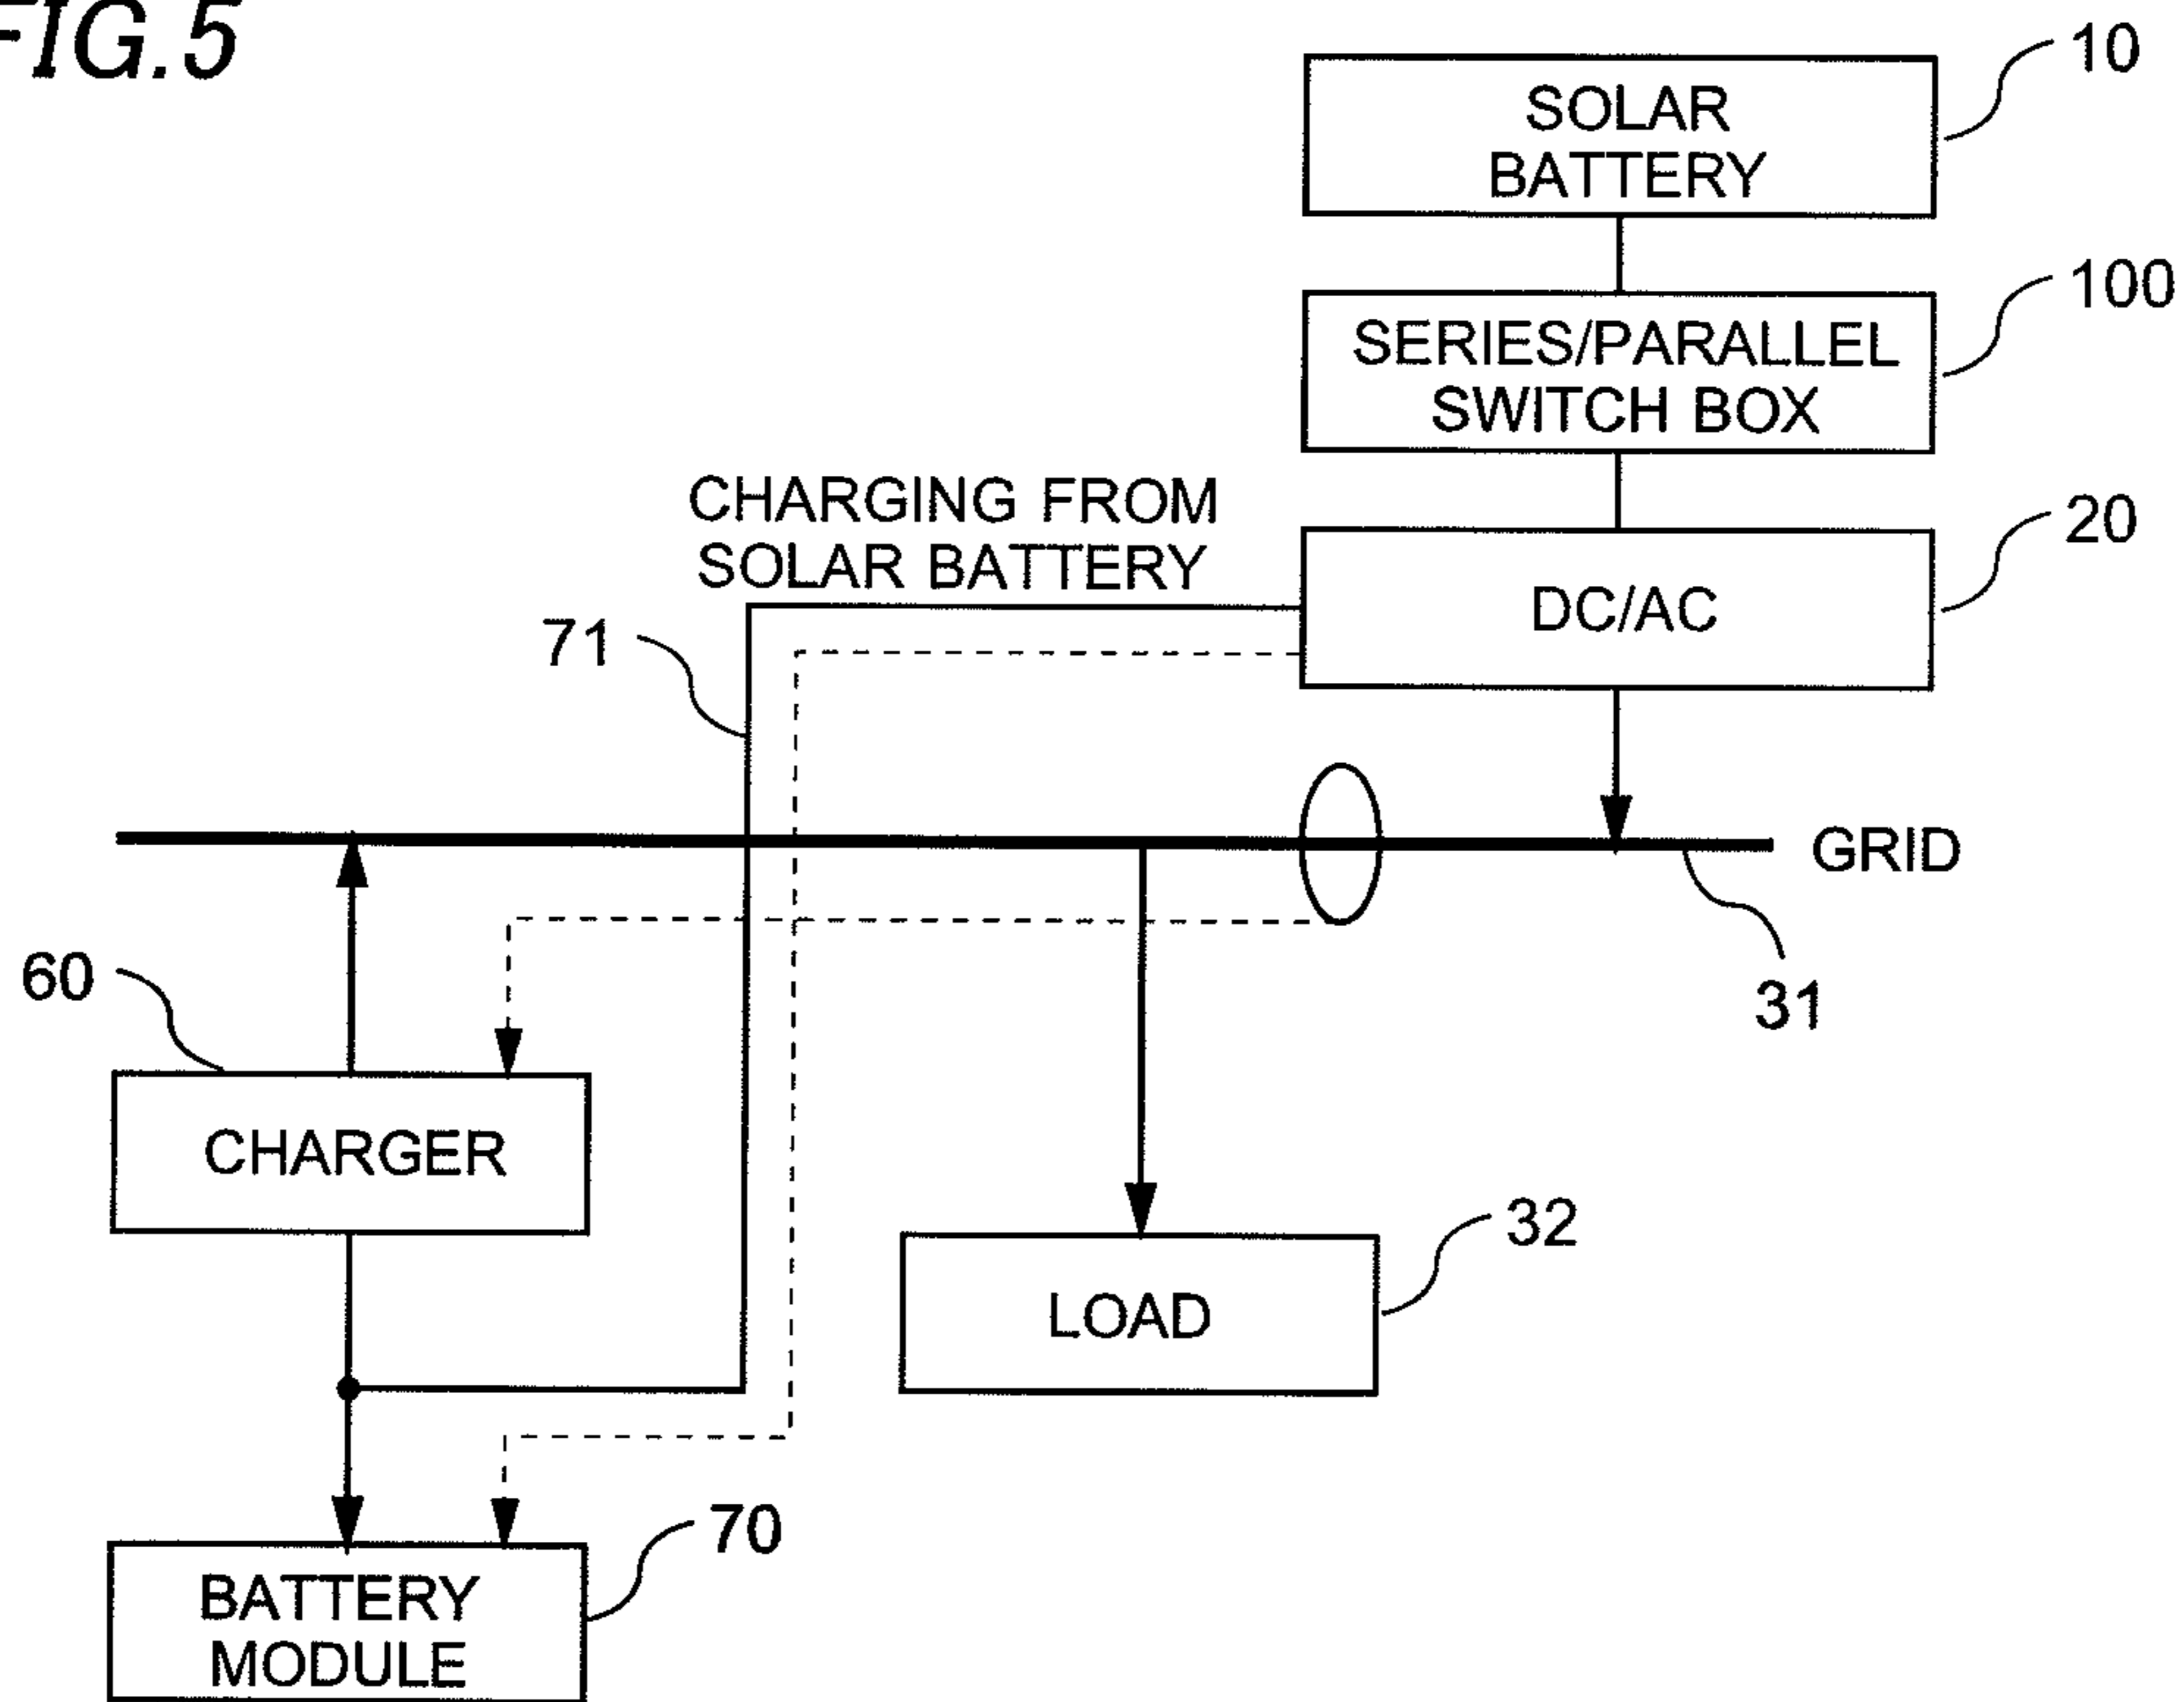 FIG.5
10
SOLAR
BATTERY
100
SERIES/PARALLEL
SWITCH BOX
CHARGING FROM
SOLAR BATTERY
20
DC/AC
71
GRID
31
60
CHARGER
32
LOAD
70
BATTERY
MODULE